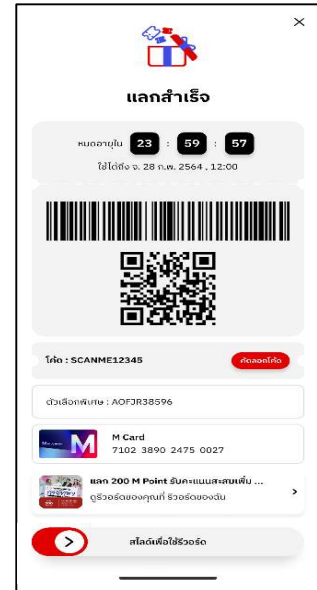 แลกสำเร็จ
หมดอายุใน 23 : 59 : 57
ใช้ได้ถึง จ. 28 ก.พ. 2564 , 12:00
โค้ด : SCANME12345
คัดลอกโค้ด
ตัวเลือกพิเศษ : AOFJR38596
M Card
7102 3890 2475 0027
แลก 200 M Point รับคะแนนสะสมเพิ่ม ...
ดูรีวอร์ดของคุณที่ รีวอร์ดของฉัน
สไลด์เพื่อใช้รีวอร์ด